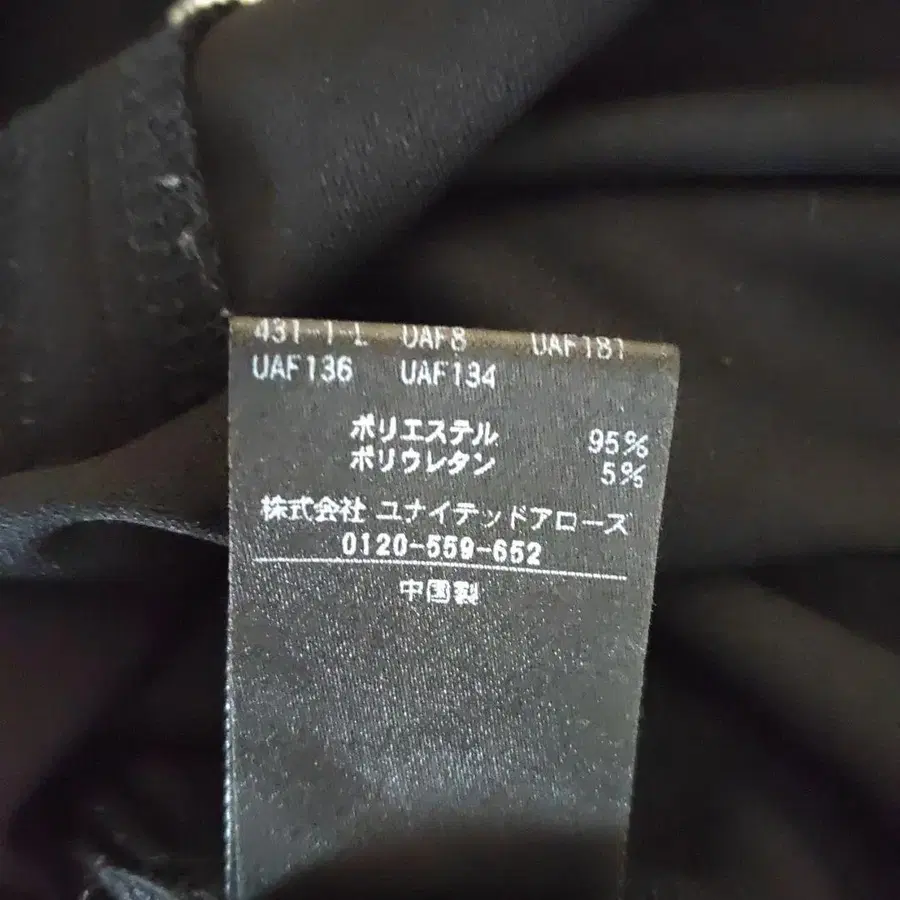 431-1-L UAF8 UAF181
UAF136 UAF134
ポリエステル 95%
ポリウレタン 5%
株式会社 ユナイテッドアローズ
0120-559-652
中国製